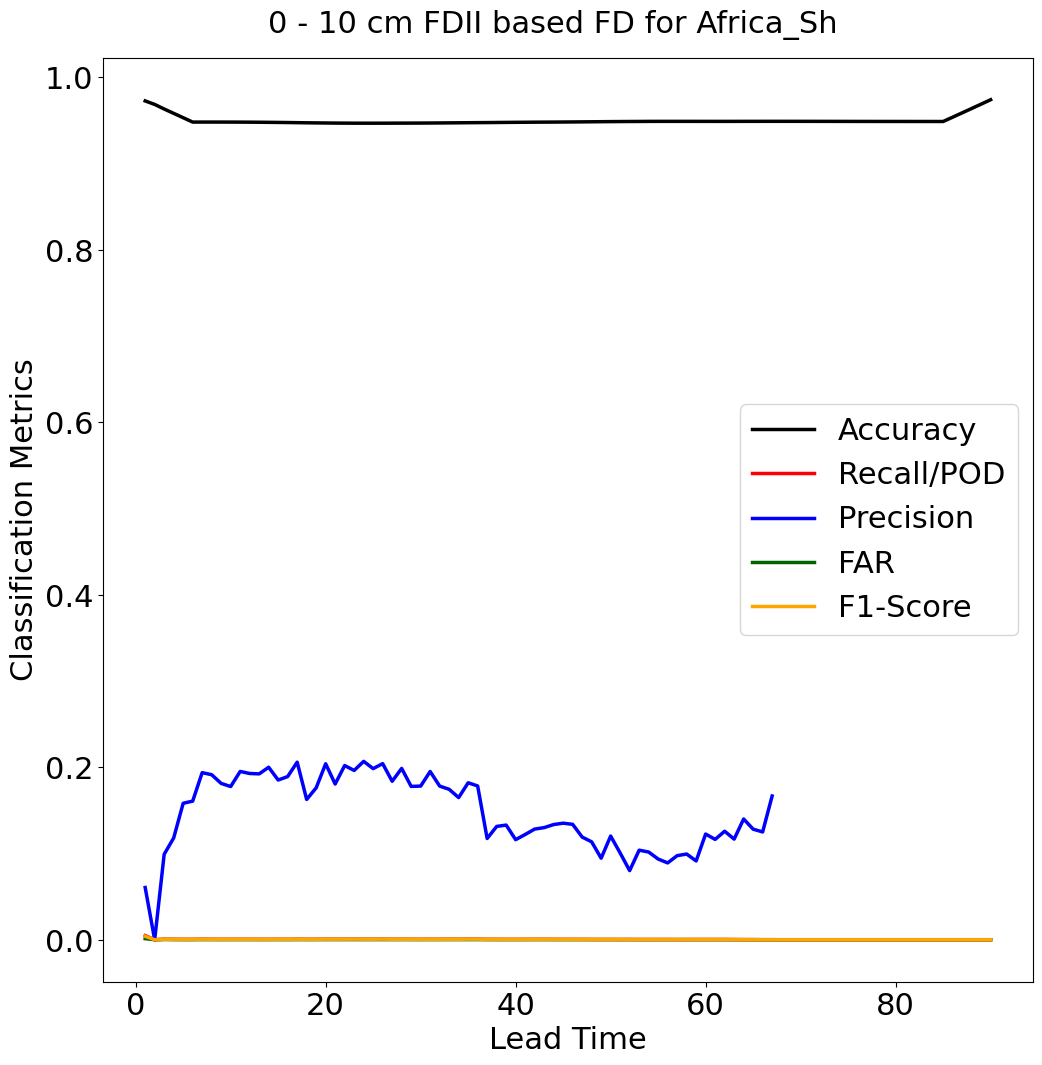 0 - 10 cm FDII based FD for Africa_Sh
1.0
0.8
0.6
0.4
0.2
0.0
Classification Metrics
Accuracy
Recall/POD
Precision
FAR
F1-Score
0 20 40 60 80
Lead Time